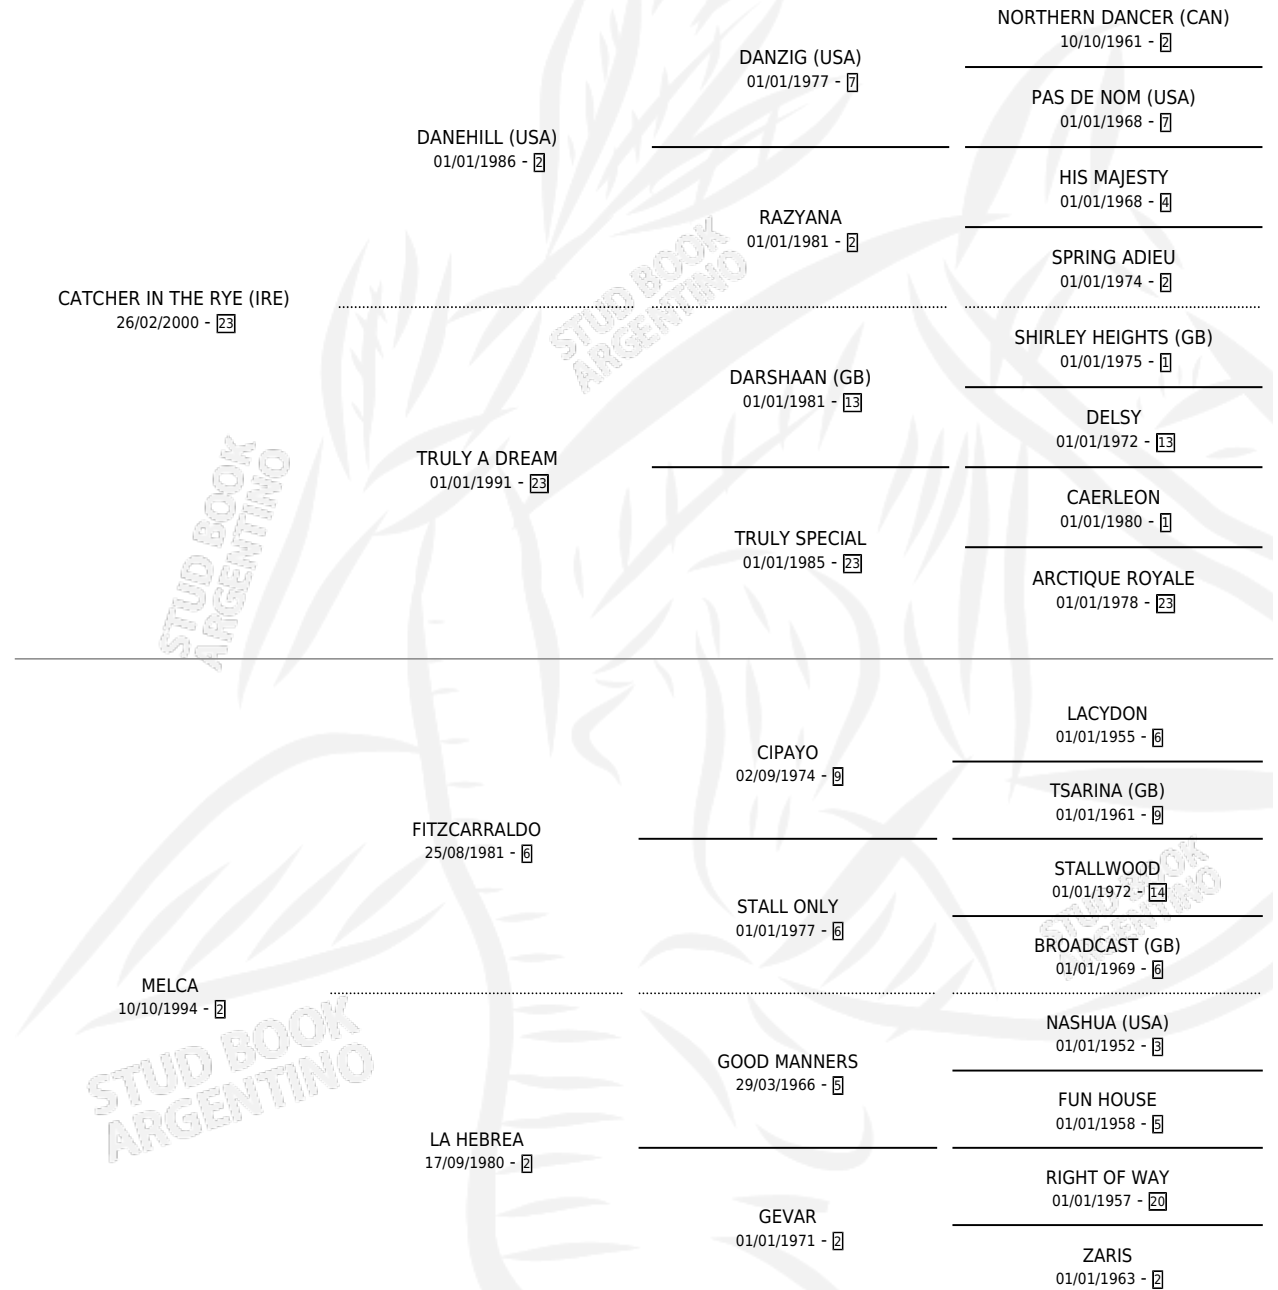 NORTHERN DANCER (CAN)
10/10/1961 - 2
DANZIG (USA)
01/01/1977 - 7
PAS DE NOM (USA)
01/01/1968 - 7
DANEHILL (USA)
01/01/1986 - 2
HIS MAJESTY
01/01/1968 - 4
RAZYANA
01/01/1981 - 2
SPRING ADIEU
01/01/1974 - 2
CATCHER IN THE RYE (IRE)
26/02/2000 - 23
SHIRLEY HEIGHTS (GB)
01/01/1975 - 1
DARSHAAN (GB)
01/01/1981 - 13
DELSY
01/01/1972 - 13
TRULY A DREAM
01/01/1991 - 23
CAERLEON
01/01/1980 - 1
TRULY SPECIAL
01/01/1985 - 23
ARCTIQUE ROYALE
01/01/1978 - 23
LACYDON
01/01/1955 - 6
CIPAYO
02/09/1974 - 9
TSARINA (GB)
01/01/1961 - 9
FITZCARRALDO
25/08/1981 - 6
STALLWOOD
01/01/1972 - 14
STALL ONLY
01/01/1977 - 6
BROADCAST (GB)
01/01/1969 - 6
MELCA
10/10/1994 - 2
NASHUA (USA)
01/01/1952 - 3
GOOD MANNERS
29/03/1966 - 5
FUN HOUSE
01/01/1958 - 5
LA HEBREA
17/09/1980 - 2
RIGHT OF WAY
01/01/1957 - 20
GEVAR
01/01/1971 - 2
ZARIS
01/01/1963 - 2
STUD BOOK
ARGENTINO
STUD BOOK
ARGENTINO
STUD BOOK
ARGENTINO
STUD BOOK
ARGENTINO